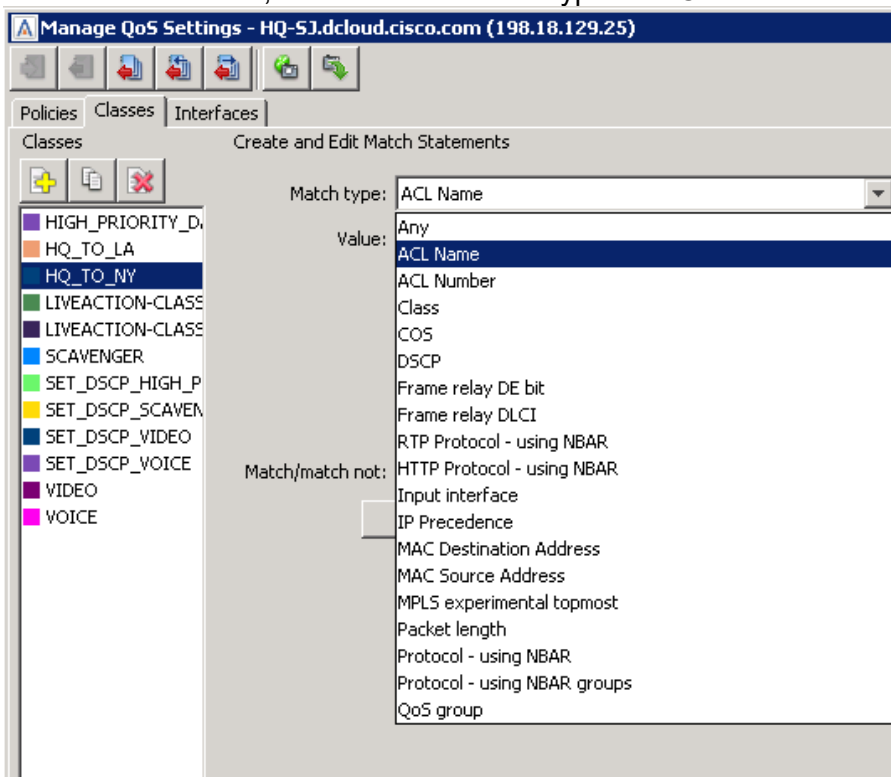 Manage QoS Settings - HQ-SJ.dcloud.cisco.com (198.18.129.25)
Policies Classes Interfaces
Classes
Create and Edit Match Statements
HIGH_PRIORITY_D
HQ_TO_LA
HQ_TO_NY
LIVEACTION-CLASS
LIVEACTION-CLASS
SCAVENGER
SET_DSCP_HIGH_P
SET_DSCP_SCAVEN
SET_DSCP_VIDEO
SET_DSCP_VOICE
VIDEO
VOICE
Match type: ACL Name
Value:
Match/match not:
Any
ACL Name
ACL Number
Class
COS
DSCP
Frame relay DE bit
Frame relay DLCI
RTP Protocol - using NBAR
HTTP Protocol - using NBAR
Input interface
IP Precedence
MAC Destination Address
MAC Source Address
MPLS experimental topmost
Packet length
Protocol - using NBAR
Protocol - using NBAR groups
QoS group